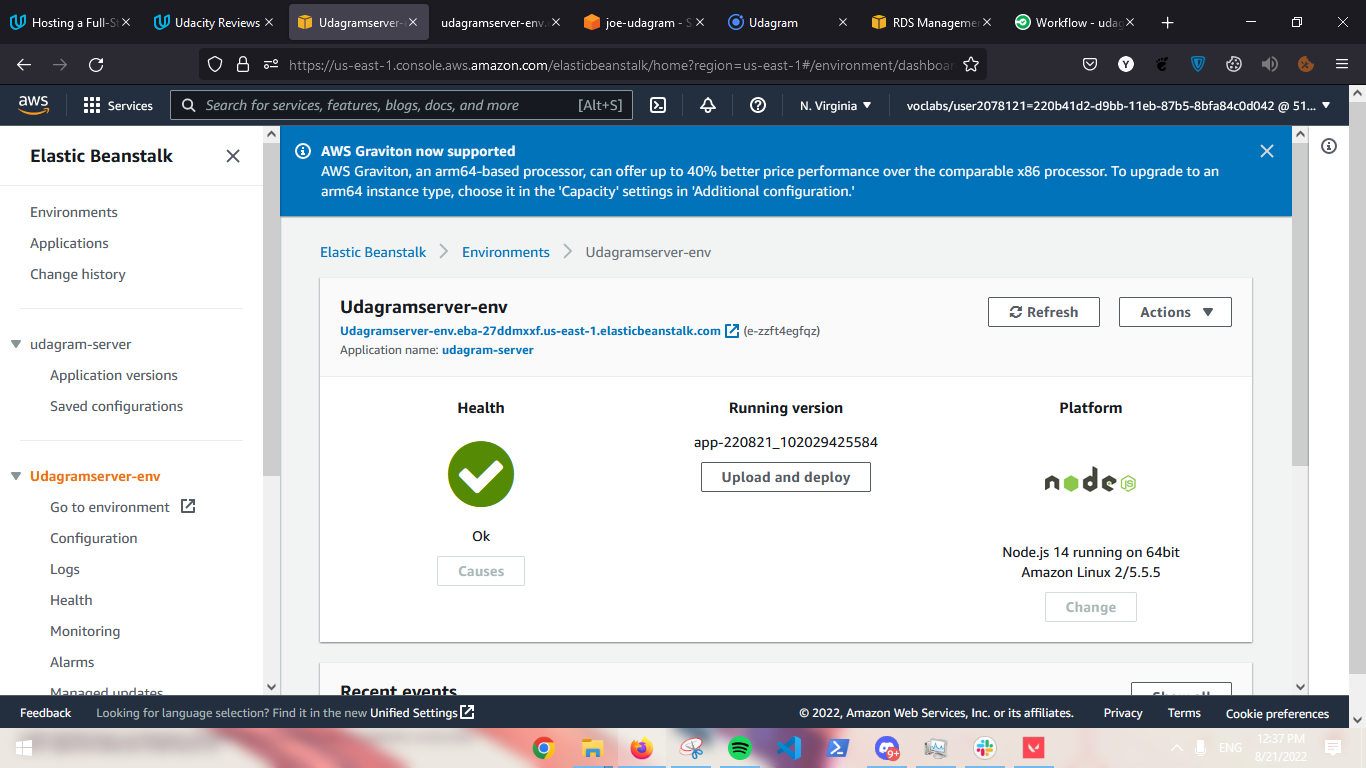 Hosting a Full-St
Udacity Reviews
Udagramserver-
udagramserver-env.
joe-udagram - S
Udagram
RDS Manageme
Workflow - udag
https://us-east-1.console.aws.amazon.com/elasticbeanstalk/home?region=us-east-1#/environment/dashboar
Y
aws
Services
Search for services, features, blogs, docs, and more
[Alt+S]
N. Virginia
voclabs/user2078121=220b41d2-d9bb-11eb-87b5-8bfa84c0d042 @ 51...
Elastic Beanstalk
Environments
Applications
Change history
udagram-server
Application versions
Saved configurations
Udagramserver-env
Go to environment
Configuration
Logs
Health
Monitoring
Alarms
Managed updates
AWS Graviton now supported
AWS Graviton, an arm64-based processor, can offer up to 40% better price performance over the comparable x86 processor. To upgrade to an
arm64 instance type, choose it in the 'Capacity' settings in 'Additional configuration.'
Elastic Beanstalk
Environments
Udagramserver-env
Udagramserver-env
Udagramserver-env.eba-27ddmxxf.us-east-1.elasticbeanstalk.com (e-zzft4egfqz)
Application name: udagram-server
Refresh
Actions
Health
Ok
Causes
Running version
app-220821_102029425584
Upload and deploy
Platform
node JS
Node.js 14 running on 64bit
Amazon Linux 2/5.5.5
Change
Recent events
Show all
Feedback
Looking for language selection? Find it in the new Unified Settings
© 2022, Amazon Web Services, Inc. or its affiliates.
Privacy
Terms
Cookie preferences
9+
ENG
12:37 PM
8/21/2022